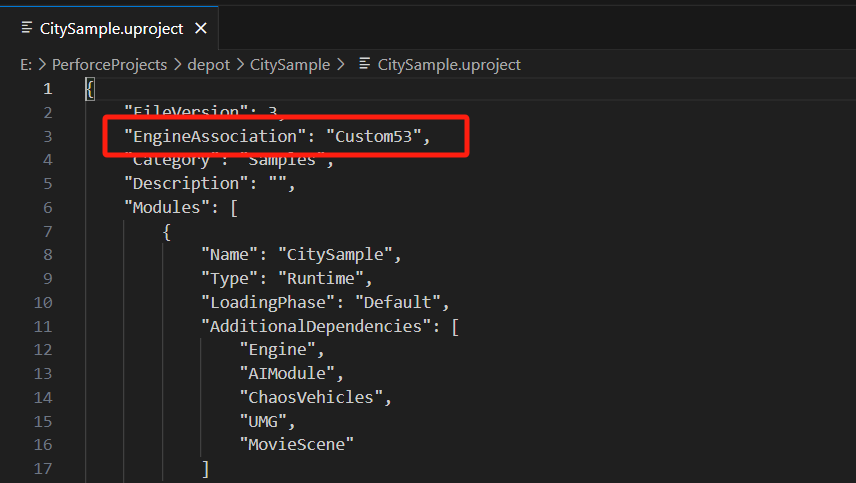 CitySample.uproject ×
E: > PerforceProjects > depot > CitySample > CitySample.uproject
1 {
2 "FileVersion": 3,
3 "EngineAssociation": "Custom53",
4 "Category": "Samples",
5 "Description": "",
6 "Modules": [
7 {
8 "Name": "CitySample",
9 "Type": "Runtime",
10 "LoadingPhase": "Default",
11 "AdditionalDependencies": [
12 "Engine",
13 "AIModule",
14 "ChaosVehicles",
15 "UMG",
16 "MovieScene"
17 ]